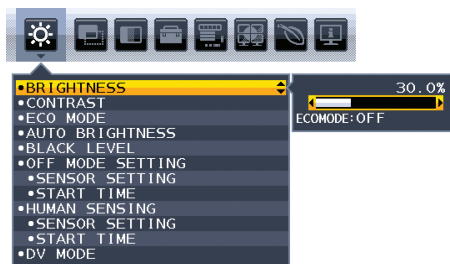 •BRIGHTNESS
•CONTRAST
•ECO MODE
•AUTO BRIGHTNESS
•BLACK LEVEL
•OFF MODE SETTING
•SENSOR SETTING
•START TIME
•HUMAN SENSING
•SENSOR SETTING
•START TIME
•DV MODE
30.0%
ECOMODE:OFF